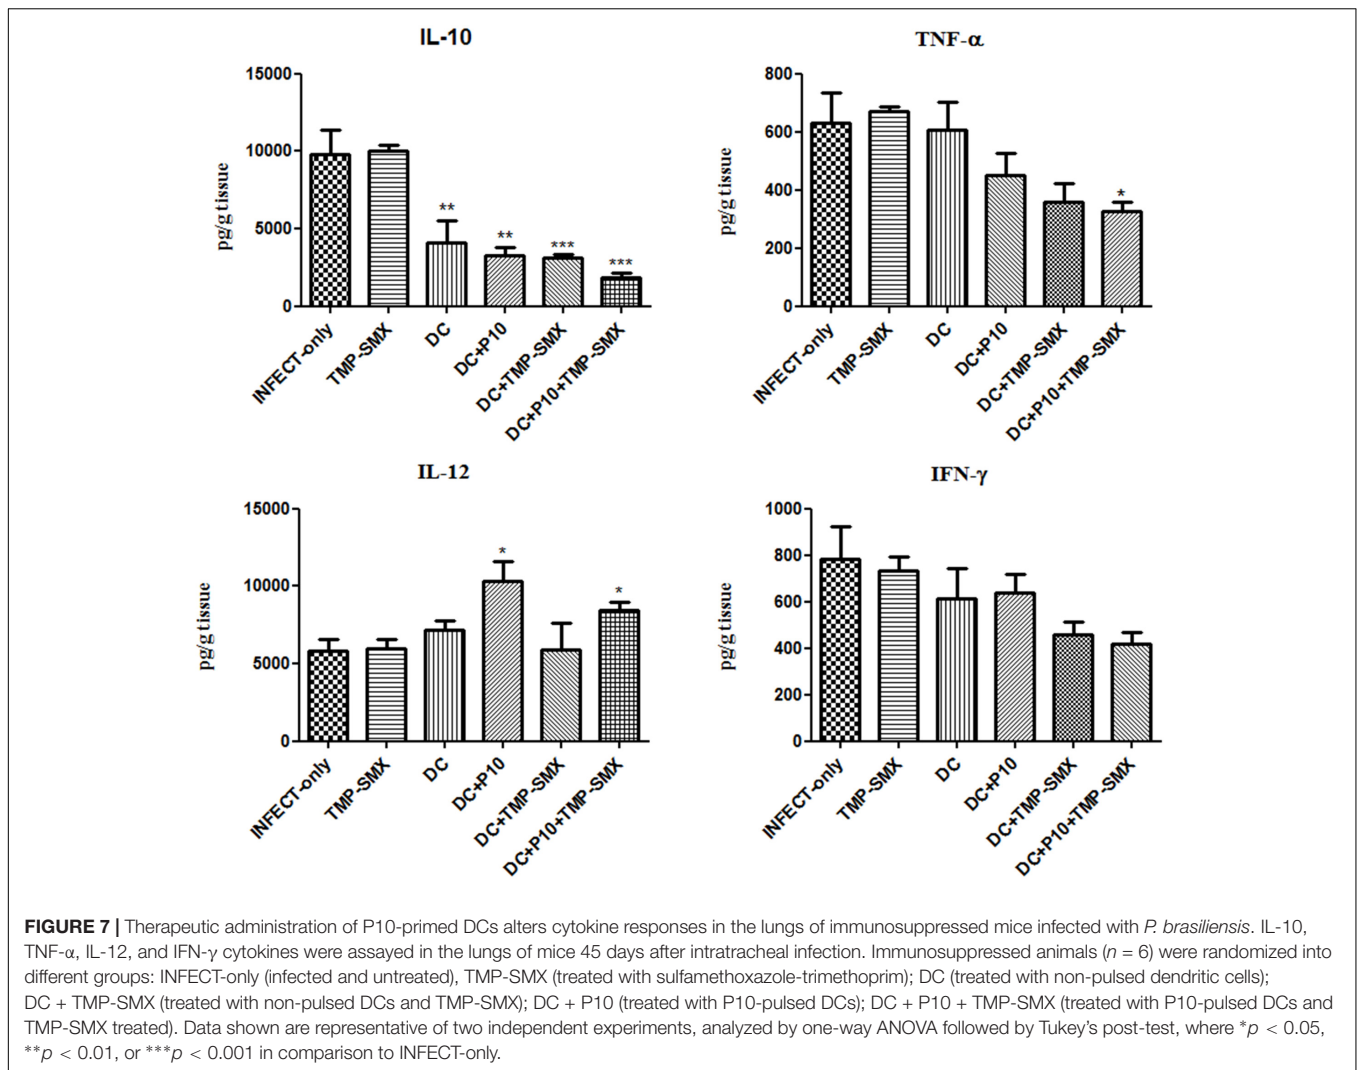 IL-10
15000
10000
5000
0
pg/g tissue
**
**
***
***
INFECT-only
TMP-SMX
DC
DC+P10
DC+TMP-SMX
DC+P10+TMP-SMX
TNF-α
800
600
400
200
0
pg/g tissue
*
INFECT-only
TMP-SMX
DC
DC+P10
DC+TMP-SMX
DC+P10+TMP-SMX
IL-12
15000
10000
5000
0
pg/g tissue
*
*
INFECT-only
TMP-SMX
DC
DC+P10
DC+TMP-SMX
DC+P10+TMP-SMX
IFN-γ
1000
800
600
400
200
0
pg/g tissue
INFECT-only
TMP-SMX
DC
DC+P10
DC+TMP-SMX
DC+P10+TMP-SMX
FIGURE 7 | Therapeutic administration of P10-primed DCs alters cytokine responses in the lungs of immunosuppressed mice infected with P. brasiliensis. IL-10,
TNF-α, IL-12, and IFN-γ cytokines were assayed in the lungs of mice 45 days after intratracheal infection. Immunosuppressed animals (n = 6) were randomized into
different groups: INFECT-only (infected and untreated), TMP-SMX (treated with sulfamethoxazole-trimethoprim); DC (treated with non-pulsed dendritic cells);
DC + TMP-SMX (treated with non-pulsed DCs and TMP-SMX); DC + P10 (treated with P10-pulsed DCs); DC + P10 + TMP-SMX (treated with P10-pulsed DCs and
TMP-SMX treated). Data shown are representative of two independent experiments, analyzed by one-way ANOVA followed by Tukey's post-test, where *p < 0.05,
**p < 0.01, or ***p < 0.001 in comparison to INFECT-only.